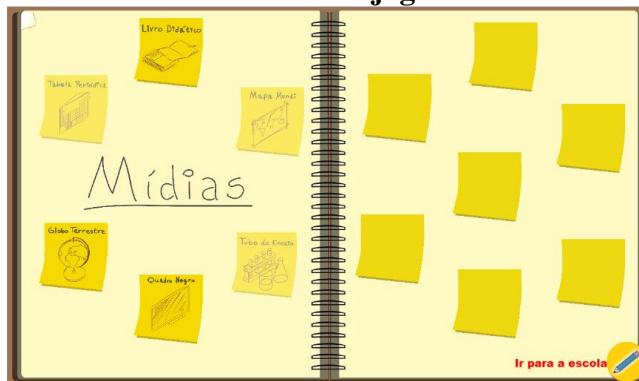 Livro Didático
Tabela Periódica
Mapa Mundi
Mídias
Globo Terrestre
Tubo de Ensaio
Quadro Negro
Ir para a escola